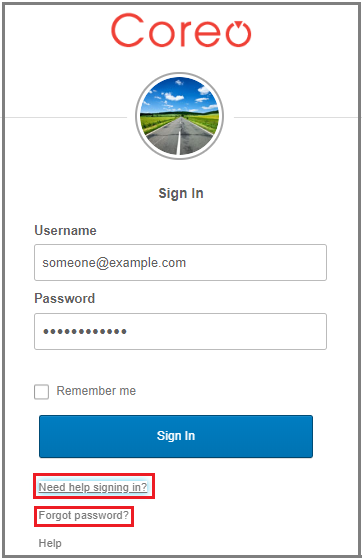 Coreo
Sign In
Username
someone@example.com
Password
••••••••••••
Remember me
Sign In
Need help signing in?
Forgot password?
Help